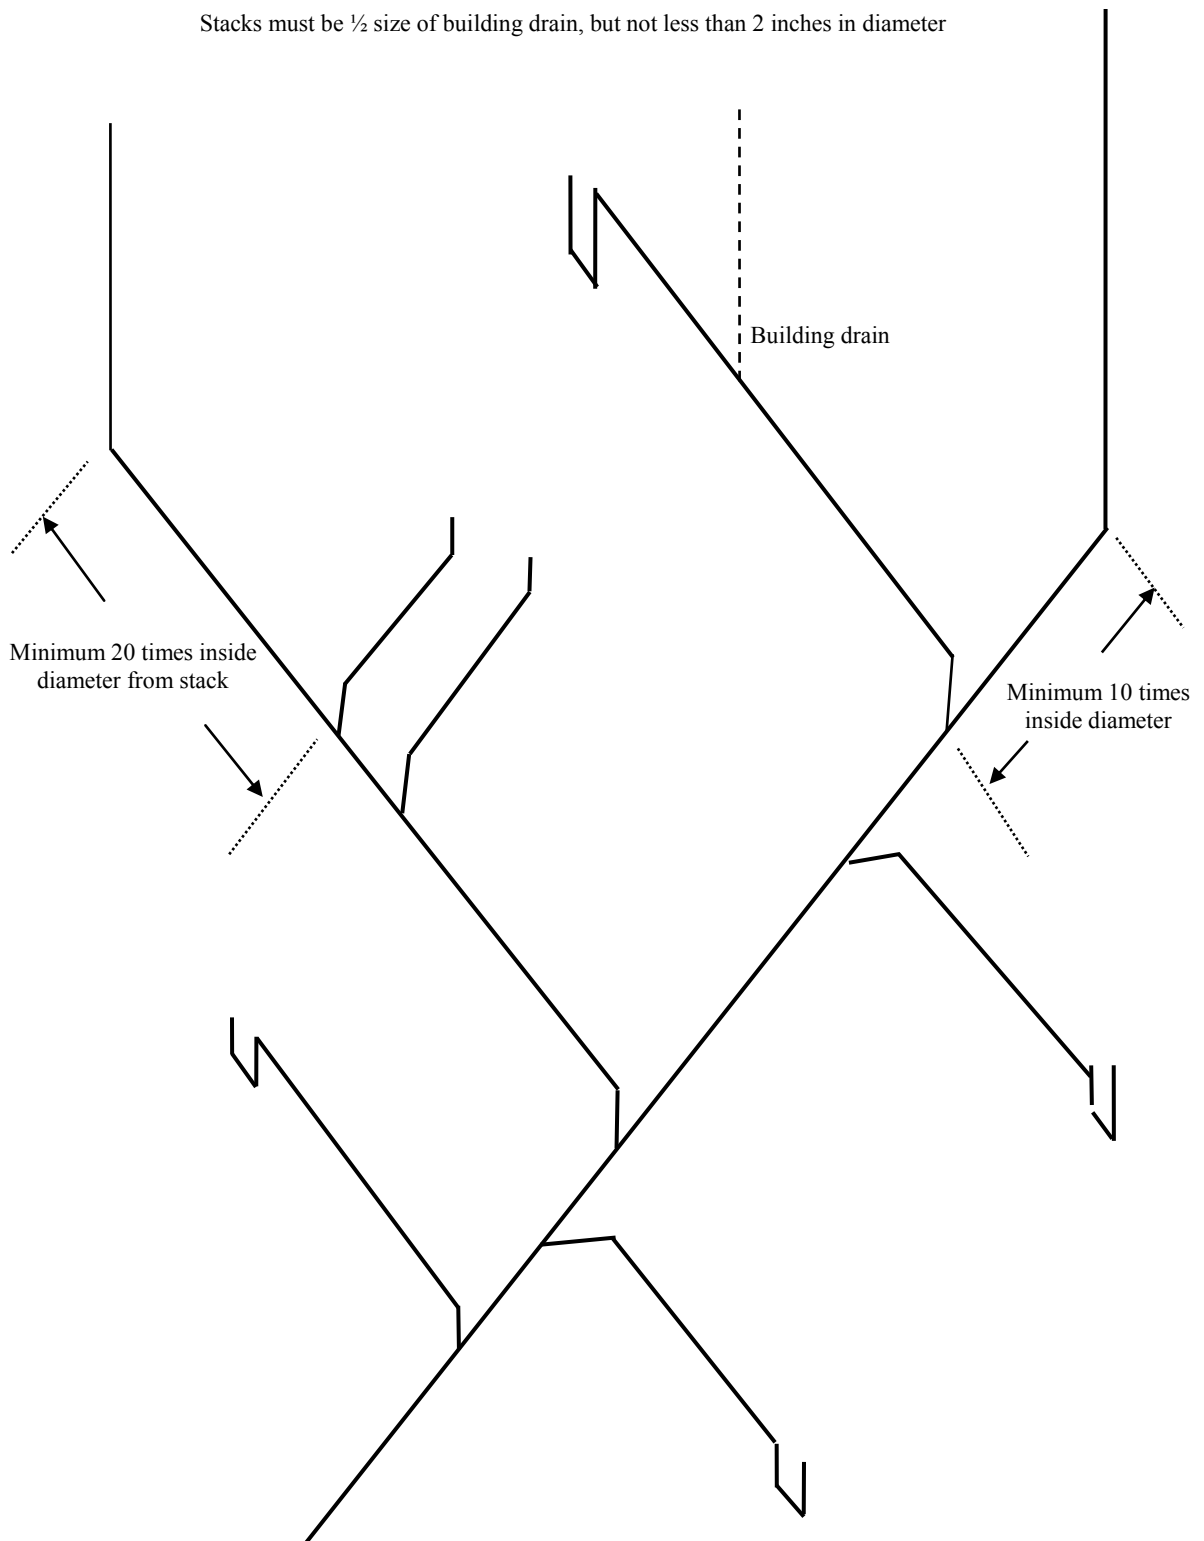 Stacks must be ½ size of building drain, but not less than 2 inches in diameter
Building drain
Minimum 20 times inside
diameter from stack
Minimum 10 times
inside diameter